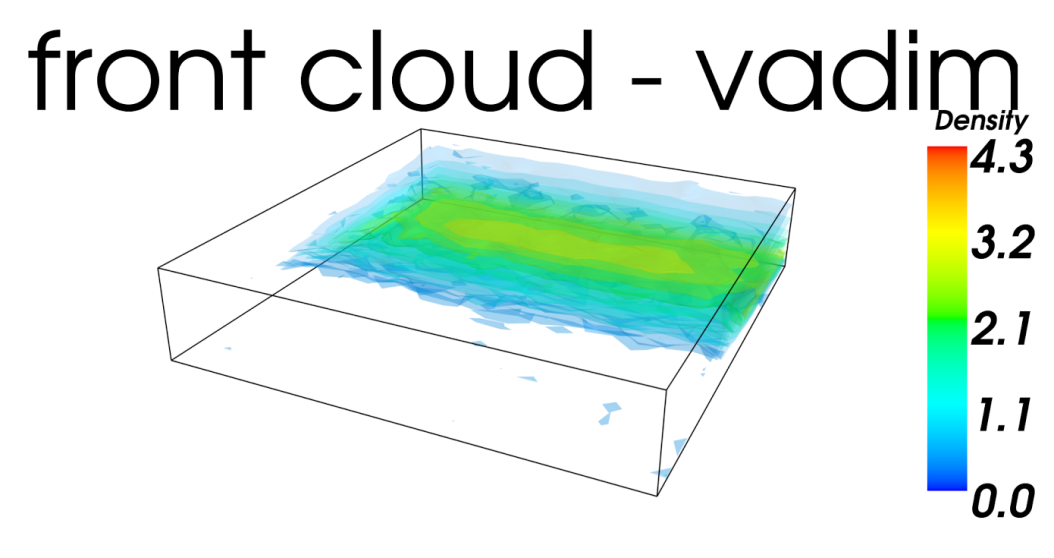 front cloud - vadim
Density
4.3
3.2
2.1
1.1
0.0